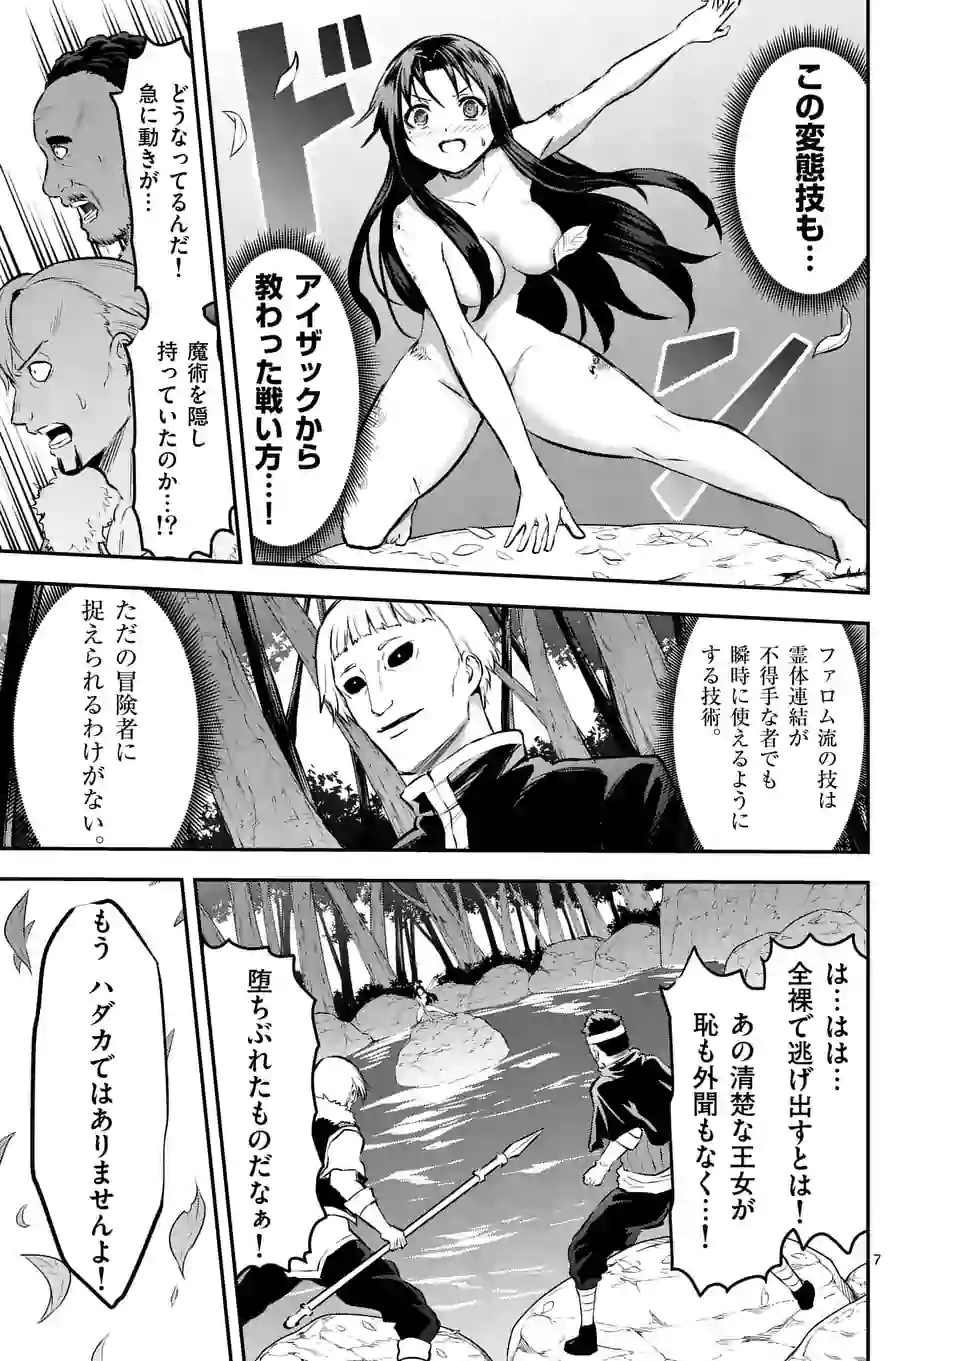 この変態技も…
アイザックから
教わった戦い方…！
ドドン
どうなってるんだ！
急に動きが…
魔術を隠し
持っていたのか…!?
ファロム流の技は
霊体連結が
不得手な者でも
瞬時に使えるように
する技術。
ただの冒険者に
捉えられるわけがない。
は…はは…
全裸で逃げ出すとは！
あの清楚な王女が
恥も外聞もなく…！
堕ちぶれたものだなぁ！
もう ハダカではありませんよ！
7